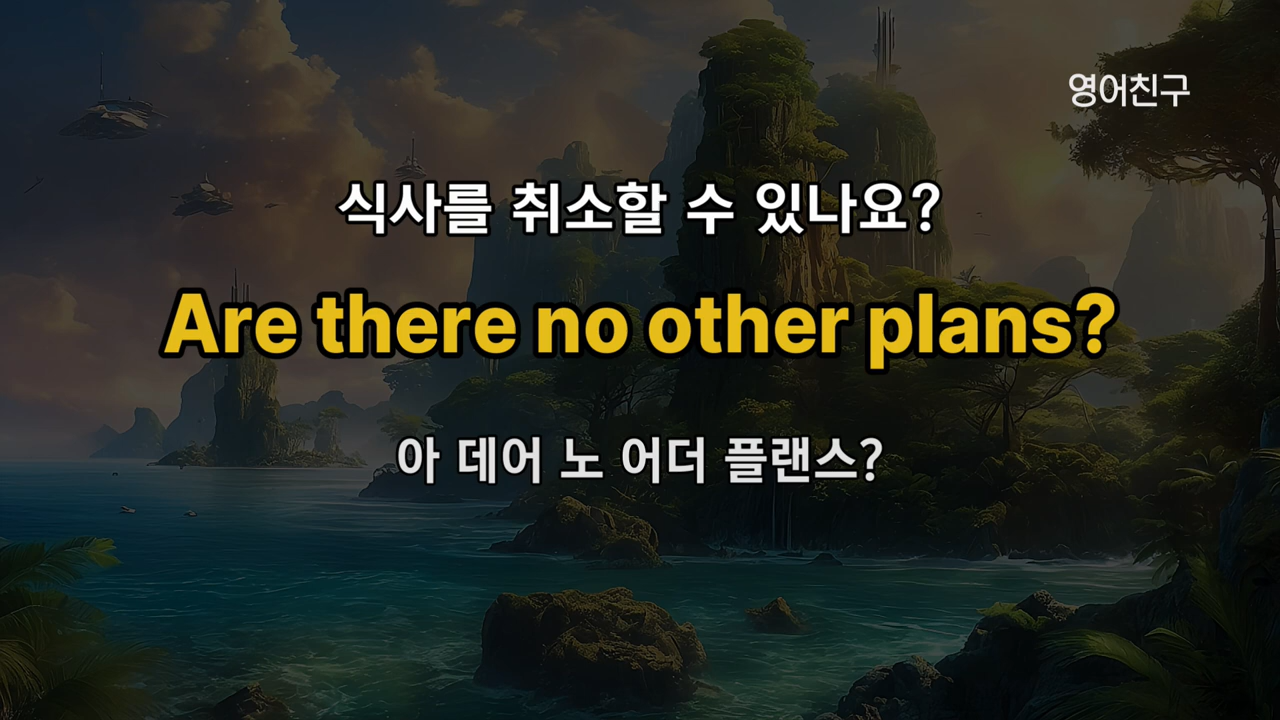 영어친구
식사를 취소할 수 있나요?
Are there no other plans?
아 데어 노 어더 플랜스?